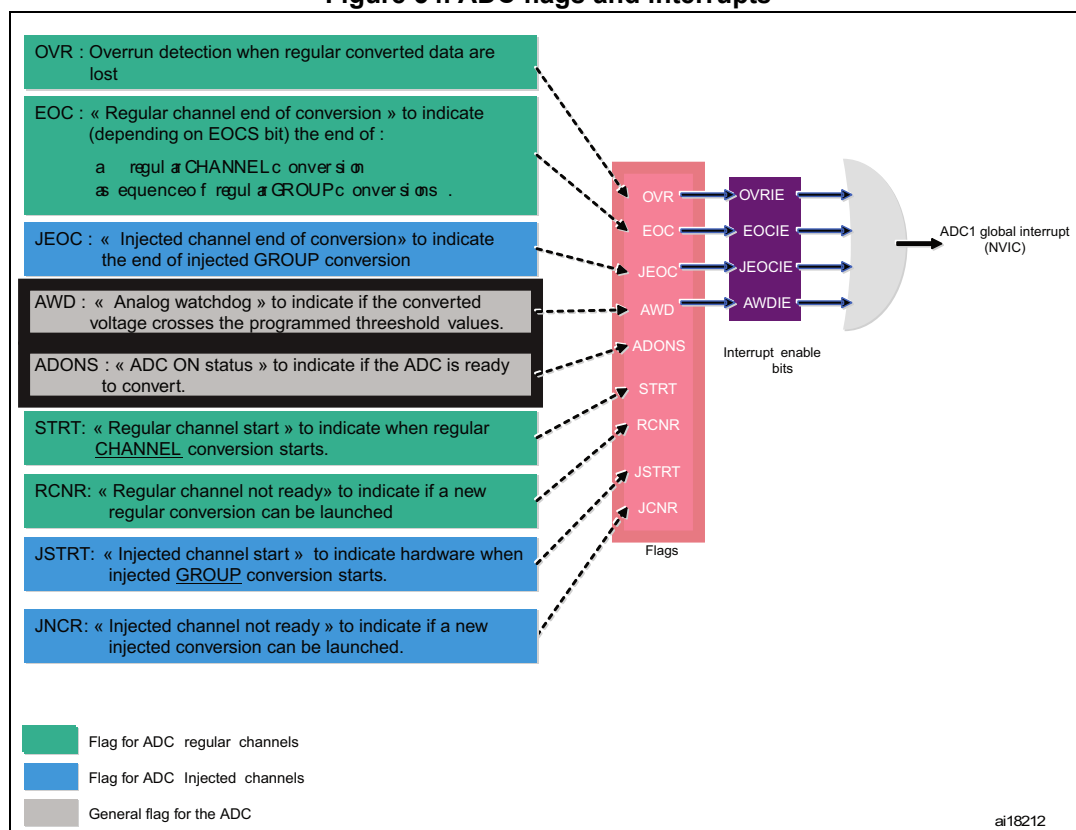 OVR : Overrun detection when regular converted data are
lost
EOC : « Regular channel end of conversion » to indicate
(depending on EOCS bit) the end of :
a regul arCHANNELc onver si on
as equenceo f regul arGROUPc onver si ons .
JEOC : « Injected channel end of conversion» to indicate
the end of injected GROUP conversion
AWD : « Analog watchdog » to indicate if the converted
voltage crosses the programmed threeshold values.
ADONS : « ADC ON status » to indicate if the ADC is ready
to convert.
STRT: « Regular channel start » to indicate when regular
CHANNEL conversion starts.
RCNR: « Regular channel not ready» to indicate if a new
regular conversion can be launched
JSTRT: « Injected channel start » to indicate hardware when
injected GROUP conversion starts.
JNCR: « Injected channel not ready » to indicate if a new
injected conversion can be launched.
OVR
EOC
JEOC
AWD
ADONS
STRT
RCNR
JSTRT
JCNR
Flags
OVRIE
EOCIE
JEOCIE
AWDIE
Interrupt enable
bits
ADC1 global interrupt
(NVIC)
Flag for ADC regular channels
Flag for ADC Injected channels
General flag for the ADC
ai18212